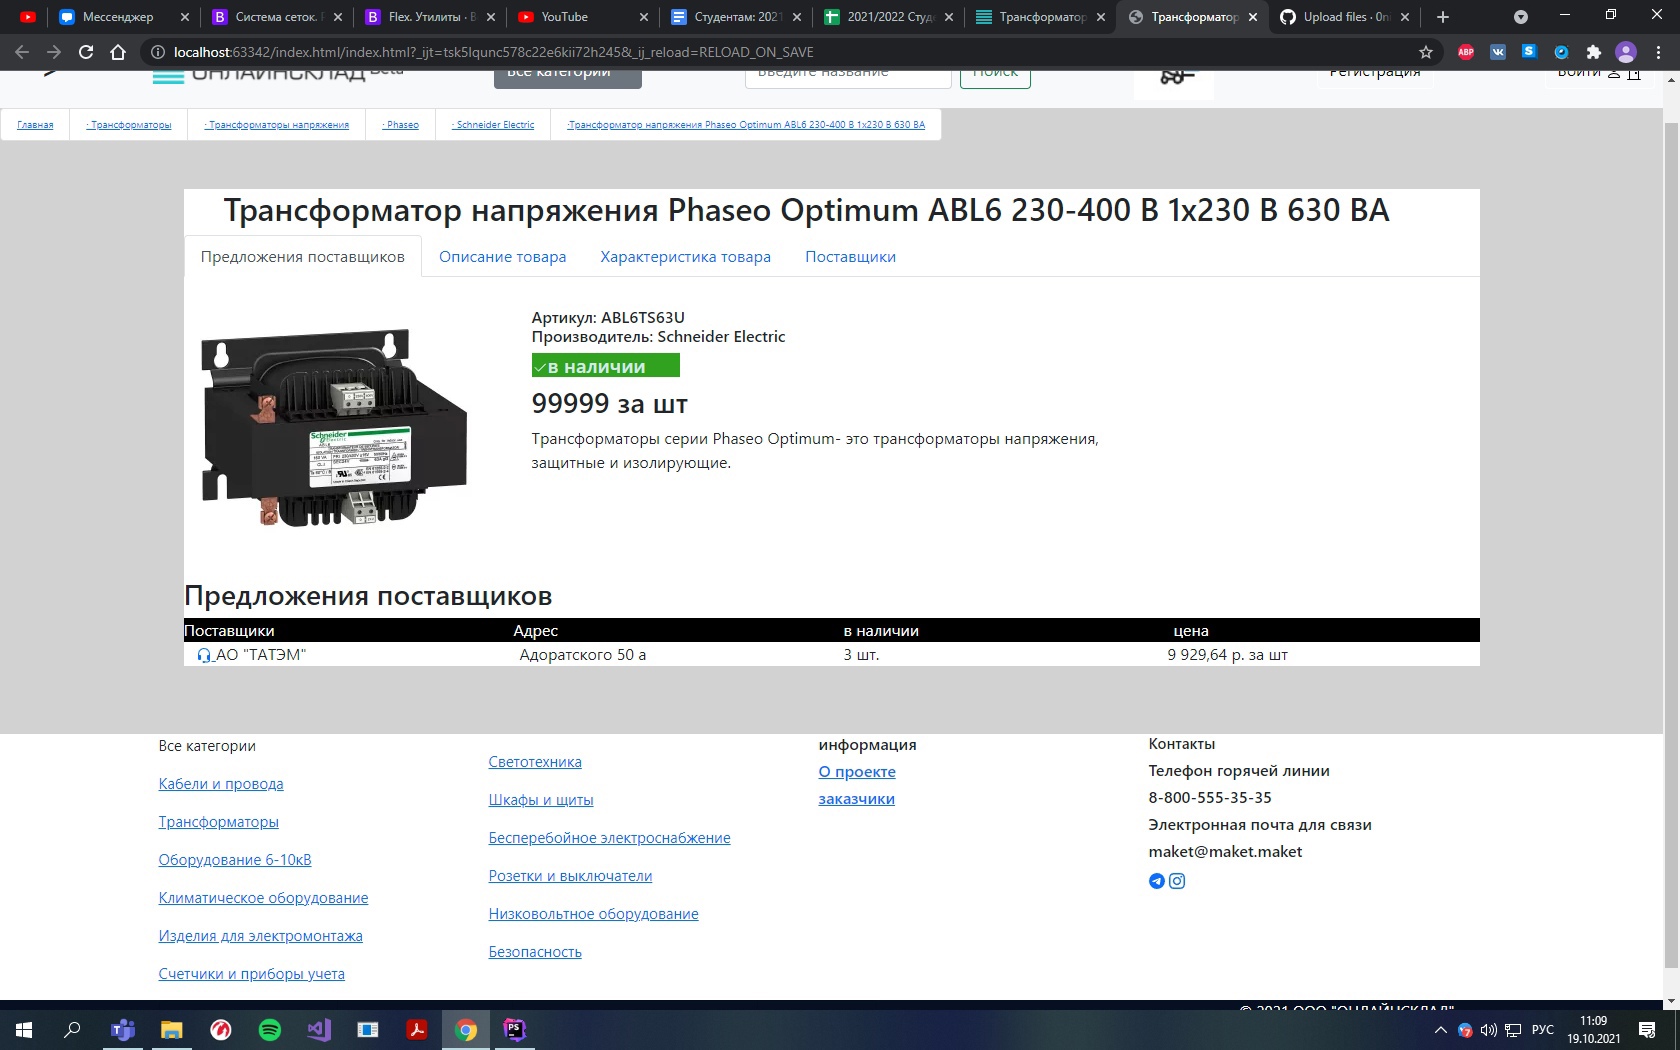 Мессенджер
Система сеток.
Flex. Утилиты · B
YouTube
Студентам: 2021
2021/2022 Студ
Трансформатор
Трансформатор
Upload files · 0n
localhost:63342/index.html/index.html?_ijt=tsk5lqunc578c22e6kii72h245&_ij_reload=RELOAD_ON_SAVE
ОНЛАЙНСКЛАД Beta
Все категории
Введите название
Поиск
Регистрация
Войти
Главная
· Трансформаторы
· Трансформаторы напряжения
· Phaseo
· Schneider Electric
·Трансформатор напряжения Phaseo Optimum ABL6 230-400 В 1x230 В 630 ВА
Трансформатор напряжения Phaseo Optimum ABL6 230-400 В 1x230 В 630 ВА
Предложения поставщиков
Описание товара
Характеристика товара
Поставщики
Schneider
Electric
Артикул: ABL6TS63U
Производитель: Schneider Electric
в наличии
99999 за шт
Трансформаторы серии Phaseo Optimum- это трансформаторы напряжения,
защитные и изолирующие.
Предложения поставщиков
Поставщики Адрес в наличии цена
АО "ТАТЭМ" Адоратского 50 а 3 шт. 9 929,64 р. за шт
Все категории
Кабели и провода
Трансформаторы
Оборудование 6-10кВ
Климатическое оборудование
Изделия для электромонтажа
Счетчики и приборы учета
Светотехника
Шкафы и щиты
Бесперебойное электроснабжение
Розетки и выключатели
Низковольтное оборудование
Безопасность
информация
О проекте
заказчики
Контакты
Телефон горячей линии
8-800-555-35-35
Электронная почта для связи
maket@maket.maket
© 2021 ООО "ОНЛАЙНСКЛАД"
РУС
11:09
19.10.2021